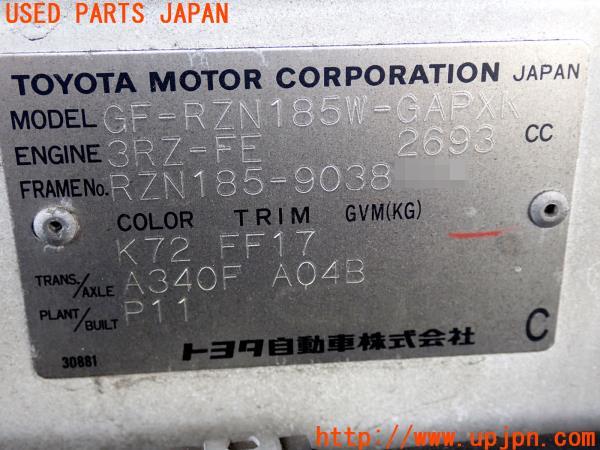 USED PARTS JAPAN
TOYOTA MOTOR CORPORATION JAPAN
MODEL GF-RZN185W-GAPXK
ENGINE 3RZ-FE 2693 CC
FRAME No. RZN185-9038
COLOR TRIM GVM(KG)
K72 FF17
TRANS./AXLE A340F A04B
PLANT/BUILT P11
トヨタ自動車株式会社 C
30881
http://www.upjpn.com